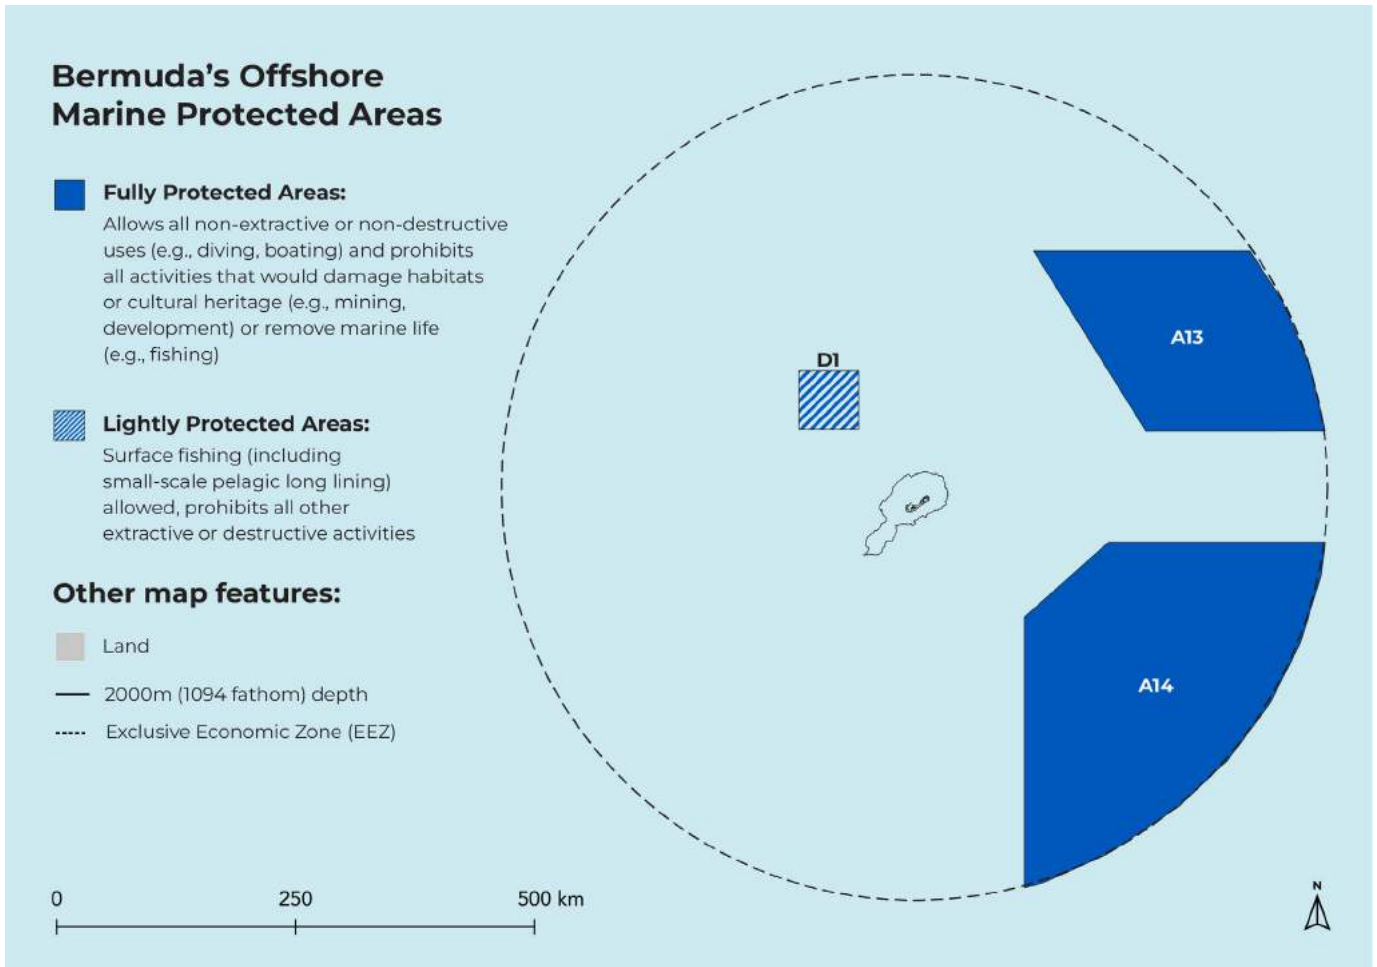 Bermuda's Offshore
Marine Protected Areas
Fully Protected Areas:
Allows all non-extractive or non-destructive
uses (e.g., diving, boating) and prohibits
all activities that would damage habitats
or cultural heritage (e.g., mining,
development) or remove marine life
(e.g., fishing)
Lightly Protected Areas:
Surface fishing (including
small-scale pelagic long lining)
allowed, prohibits all other
extractive or destructive activities
Other map features:
Land
2000m (1094 fathom) depth
Exclusive Economic Zone (EEZ)
0 250 500 km
A13
D1
A14
N